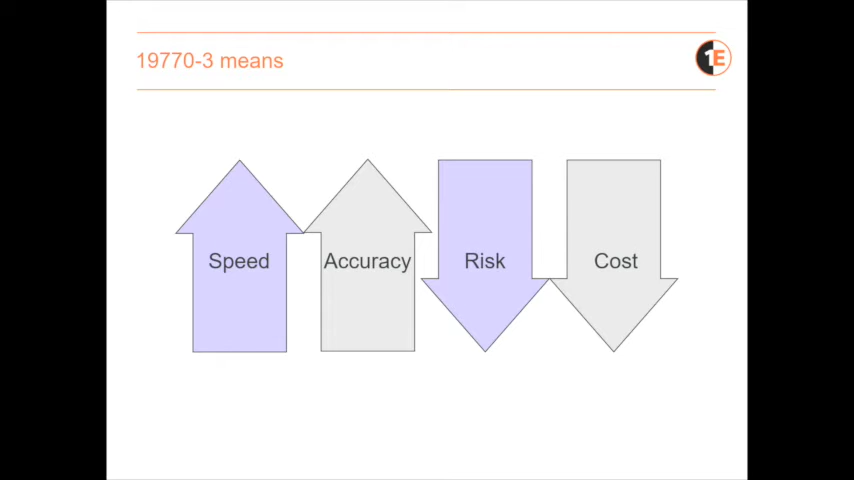 19770-3 means
1E
Speed
Accuracy
Risk
Cost